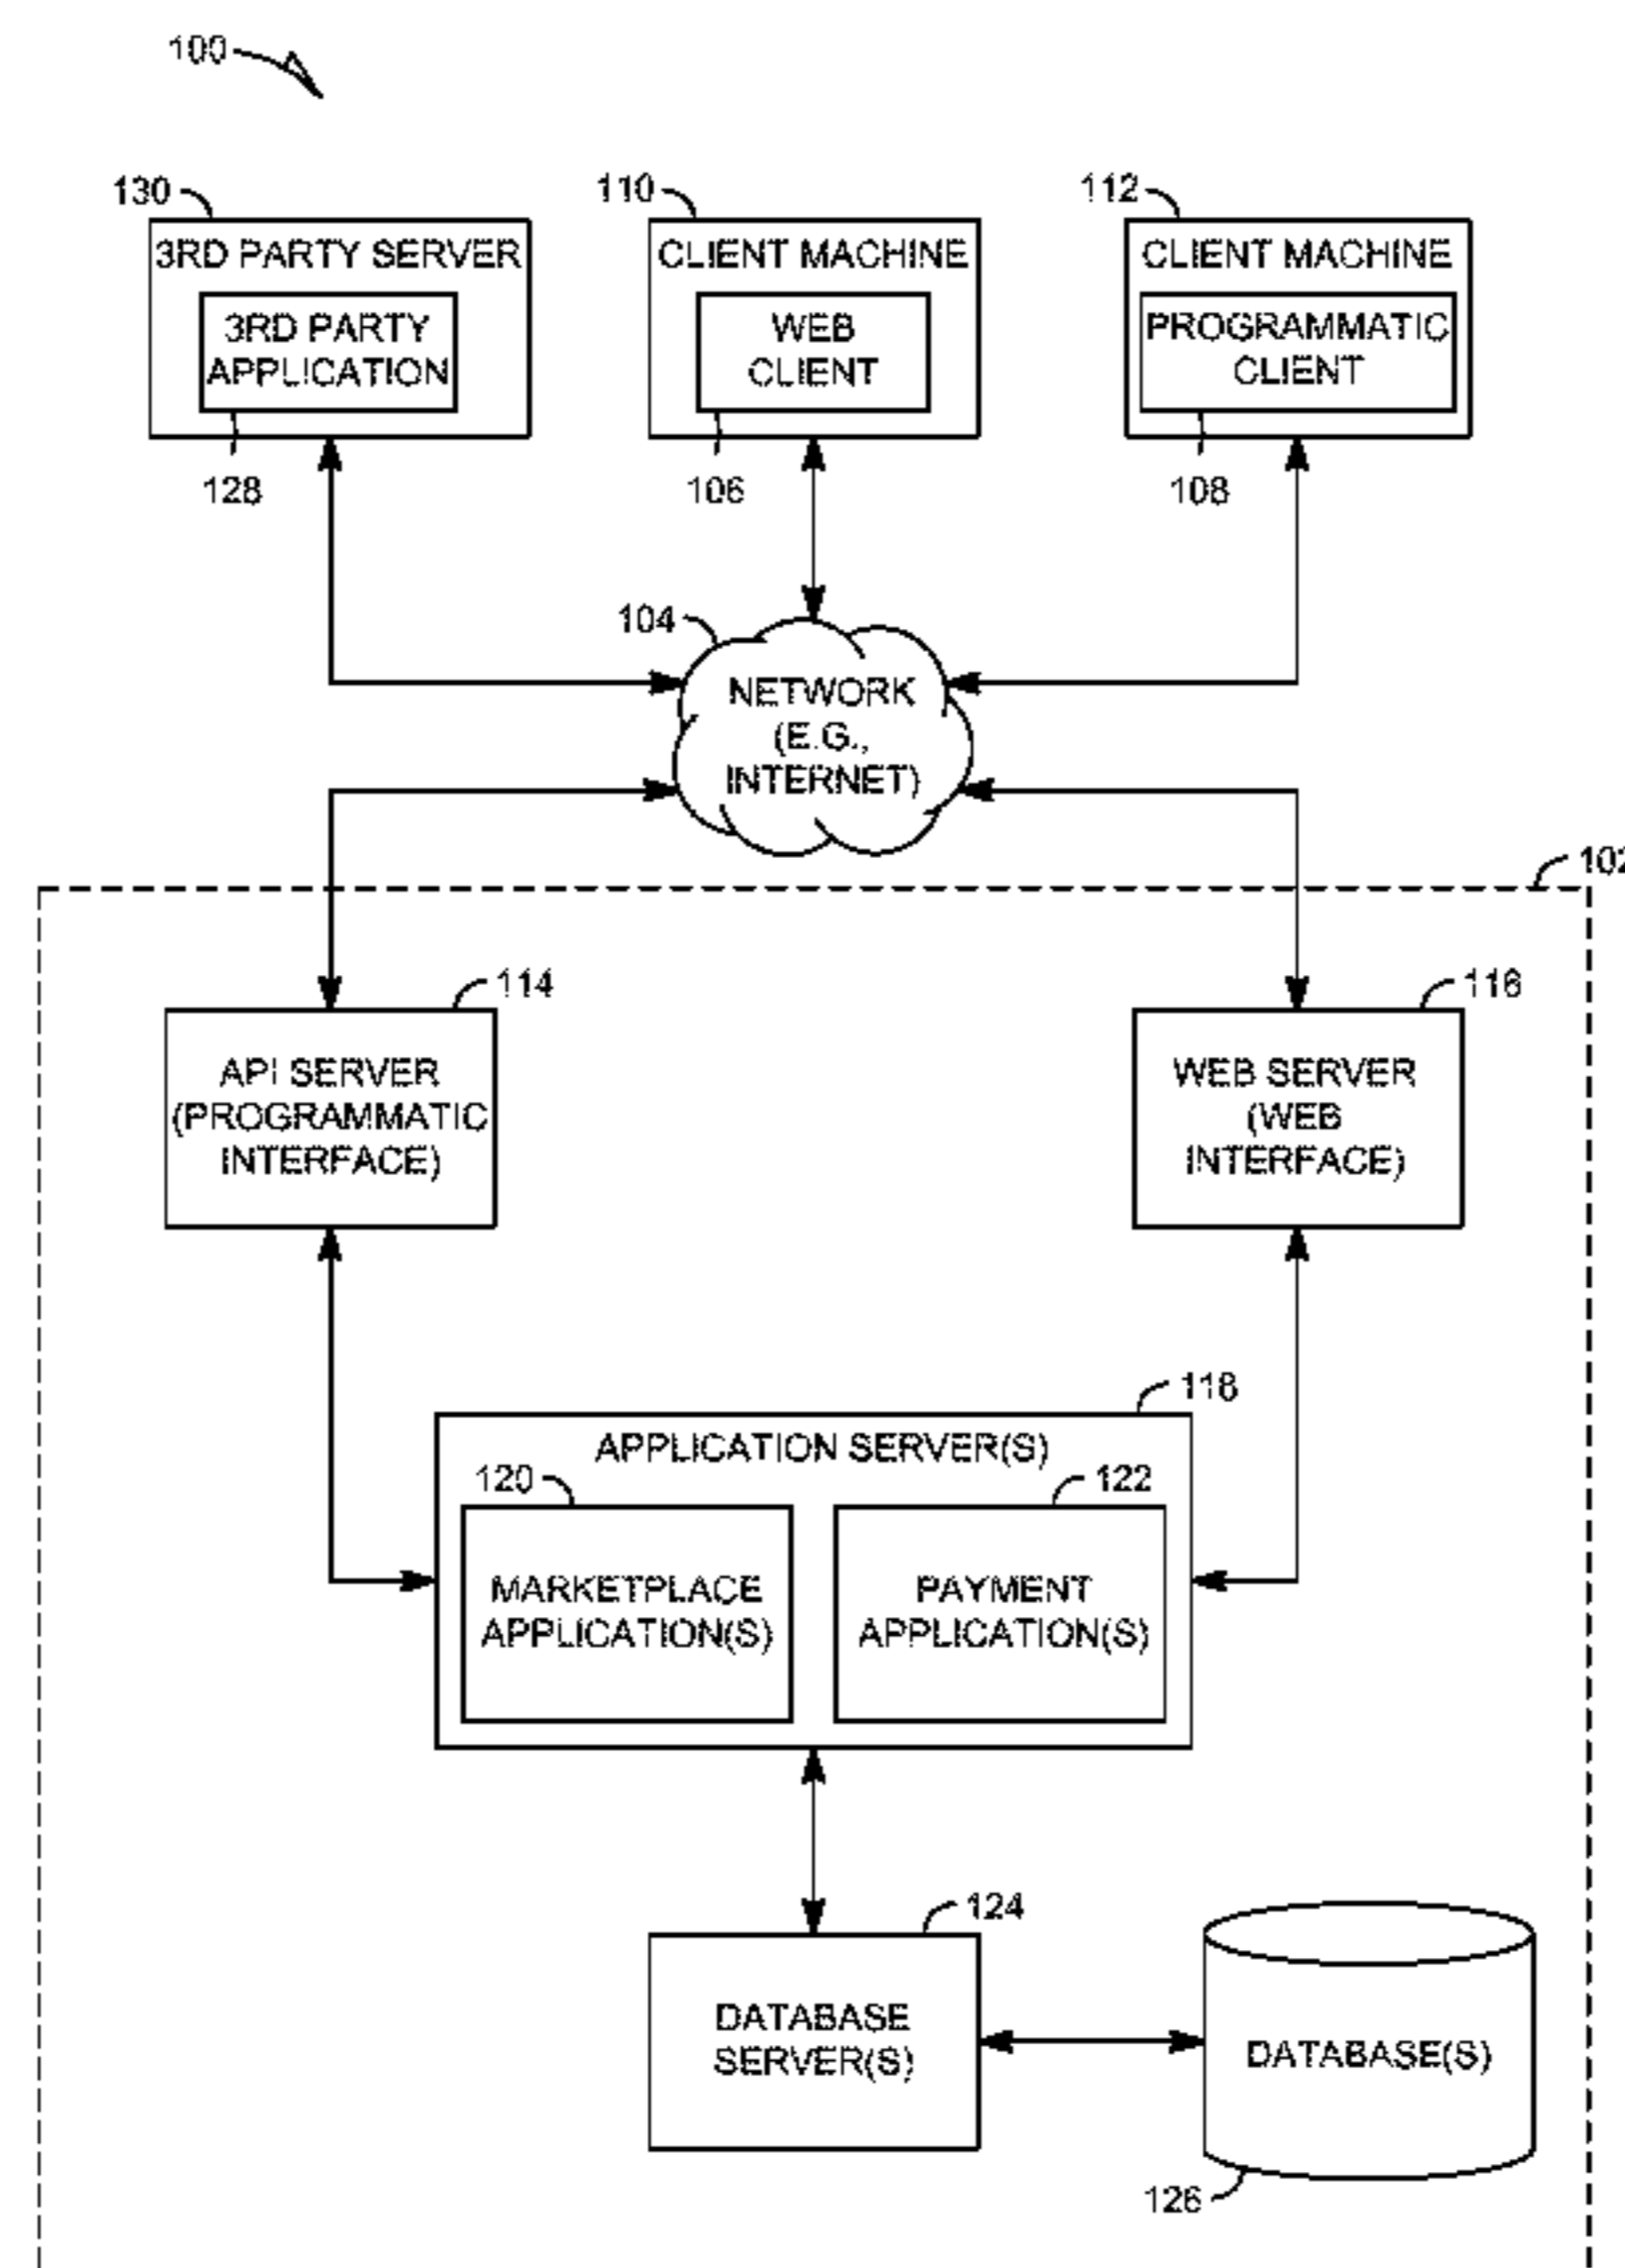 100
130
110
112
3RD PARTY SERVER
CLIENT MACHINE
CLIENT MACHINE
3RD PARTY
APPLICATION
WEB
CLIENT
PROGRAMMATIC
CLIENT
128
106
108
104
NETWORK
(E.G.,
INTERNET)
102
114
116
API SERVER
(PROGRAMMATIC
INTERFACE)
WEB SERVER
(WEB
INTERFACE)
118
APPLICATION SERVER(S)
120
122
MARKETPLACE
APPLICATION(S)
PAYMENT
APPLICATION(S)
124
DATABASE
SERVER(S)
DATABASE(S)
126